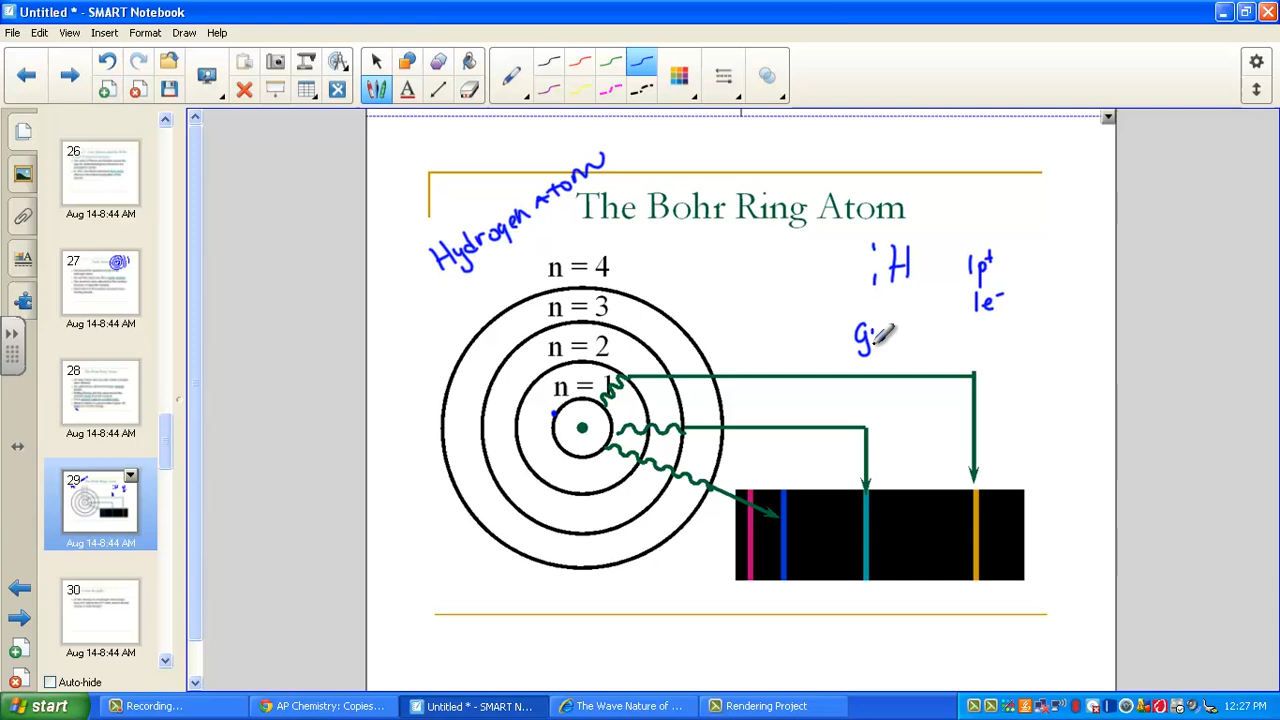 Untitled * - SMART Notebook
File Edit View Insert Format Draw Help
26
Aug 14-8:44 AM
27
Aug 14-8:44 AM
28
Aug 14-8:44 AM
29
Aug 14-8:44 AM
30
Aug 14-8:44 AM
Auto-hide
Hydrogen Atom
The Bohr Ring Atom
n = 4
n = 3
n = 2
n = 1
H
1p+
1e-
start
Recording...
AP Chemistry: Copies...
Untitled * - SMART N...
The Wave Nature of ...
Rendering Project
12:27 PM